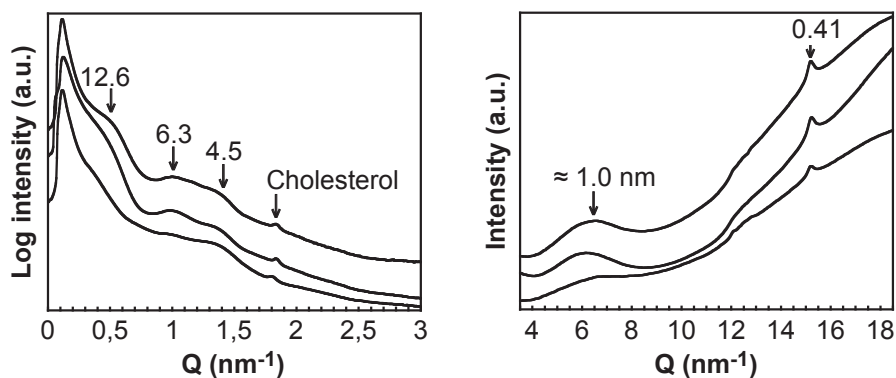 Log intensity (a.u.)
12.6
6.3
4.5
Cholesterol
0 0,5 1 1,5 2 2,5 3
Q (nm-1)
Intensity (a.u.)
≈ 1.0 nm
0.41
4 6 8 10 12 14 16 18
Q (nm-1)